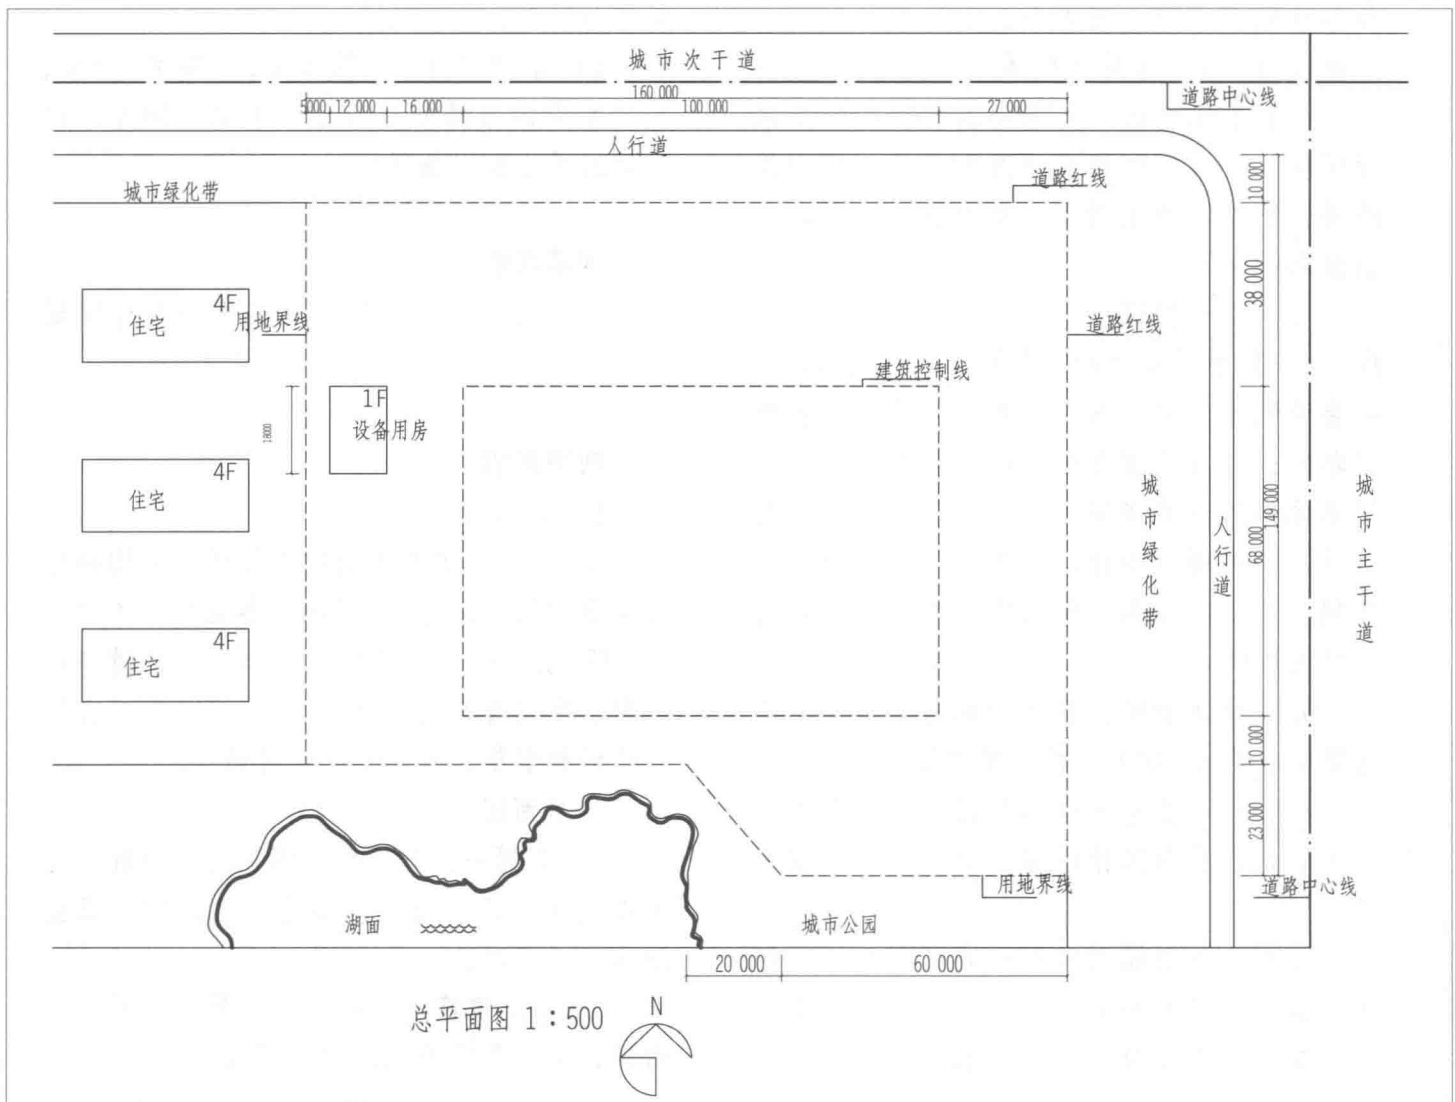 城市次干道
160 000
5000 12 000 16 000 100 000 27 000
道路中心线
人行道
城市绿化带
道路红线
10 000
38 000
4F
住宅
用地界线
道路红线
建筑控制线
1F
设备用房
18000
4F
住宅
城市绿化带
人行道
68 000
149 000
城市主干道
4F
住宅
10 000
23 000
用地界线
道路中心线
湖面
城市公园
20 000 60 000
总平面图 1:500
N